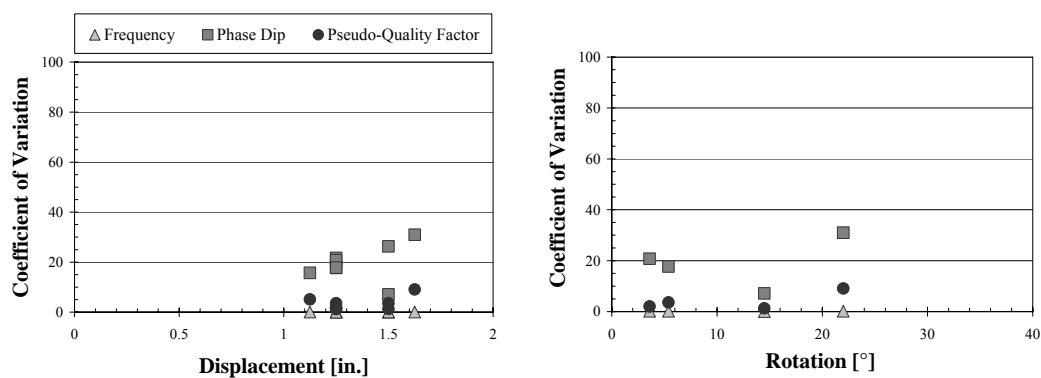 Frequency Phase Dip Pseudo-Quality Factor
100
80
60
40
20
0
0 0.5 1 1.5 2
Coefficient of Variation
Displacement [in.]
100
80
60
40
20
0
0 10 20 30 40
Coefficient of Variation
Rotation [°]